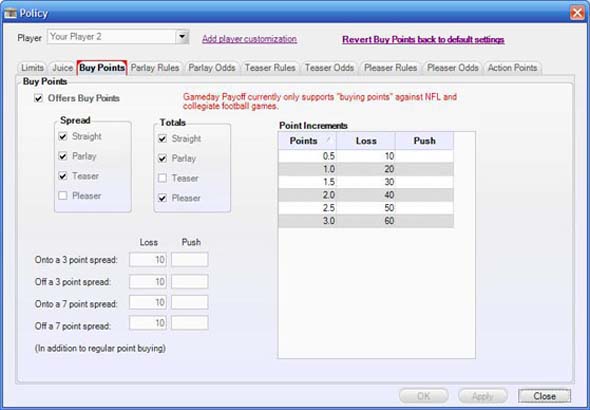 Policy
Player Your Player 2 Add player customization Revert Buy Points back to default settings
Limits Juice Buy Points Parlay Rules Parlay Odds Teaser Rules Teaser Odds Pleaser Rules Pleaser Odds Action Points
Buy Points
Offers Buy Points
Gameday Payoff currently only supports "buying points" against NFL and
collegiate football games.
Spread
Straight
Parlay
Teaser
Pleaser
Totals
Straight
Parlay
Teaser
Pleaser
Point Increments
Points Loss Push
0.5 10
1.0 20
1.5 30
2.0 40
2.5 50
3.0 60
Loss Push
Onto a 3 point spread: 10
Off a 3 point spread: 10
Onto a 7 point spread: 10
Off a 7 point spread: 10
(In addition to regular point buying)
OK Apply Close